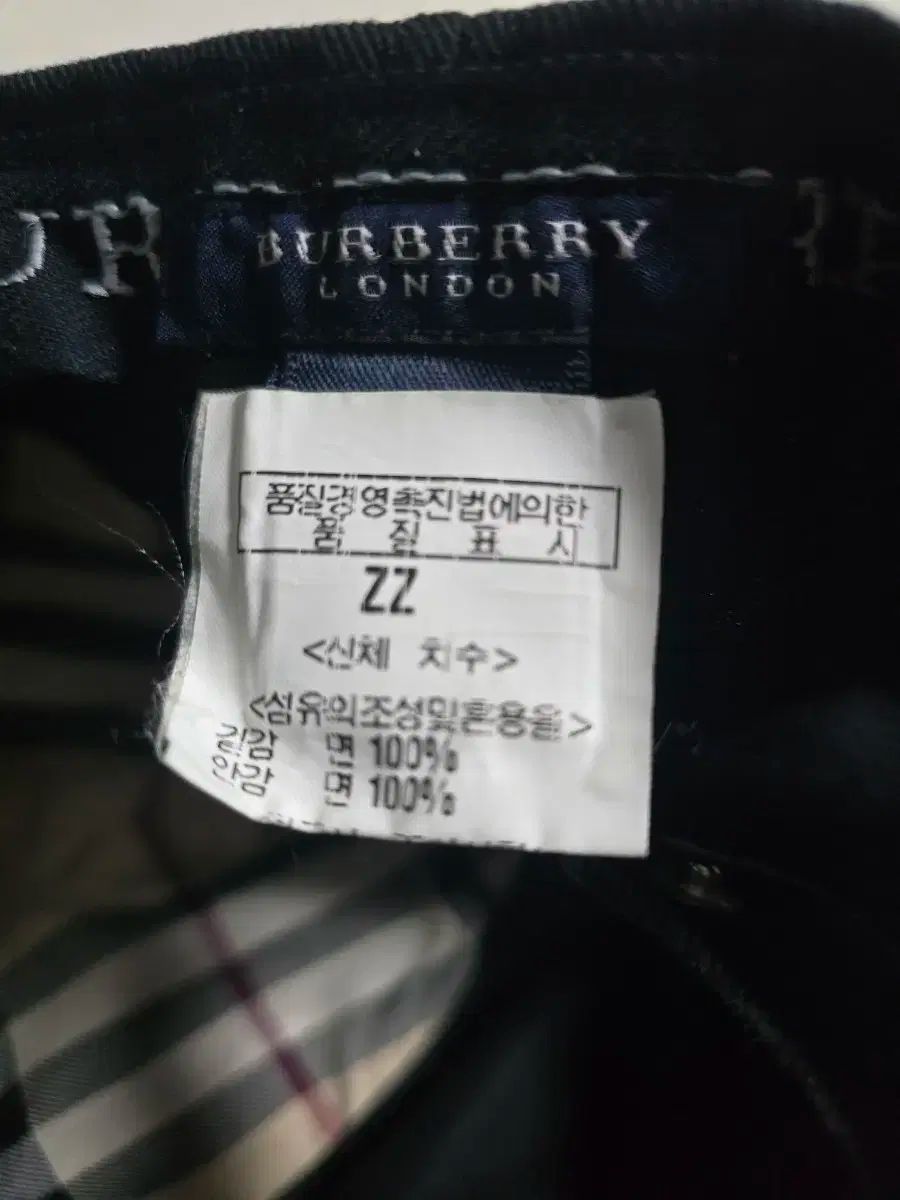 BURBERRY
LONDON
품질경영촉진법에의한
품 질 표 시
ZZ
<신체 치수>
<섬유의조성및혼용율>
겉감 면 100%
안감 면 100%